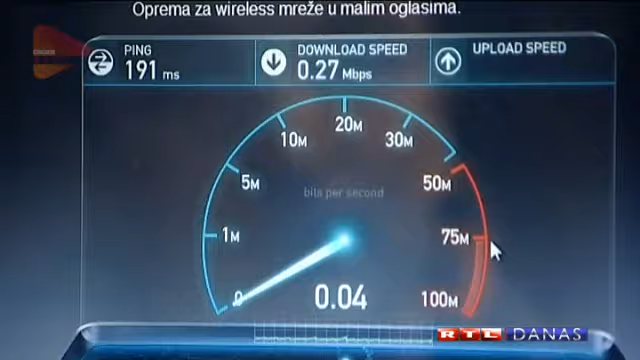 Oprema za wireless mreže u malim oglasima.
PING
191 ms
DOWNLOAD SPEED
0.27 Mbps
UPLOAD SPEED
20M
10M
30M
5M
50M
bits per second
1M
75M
0
0.04
100M
RTL DANAS